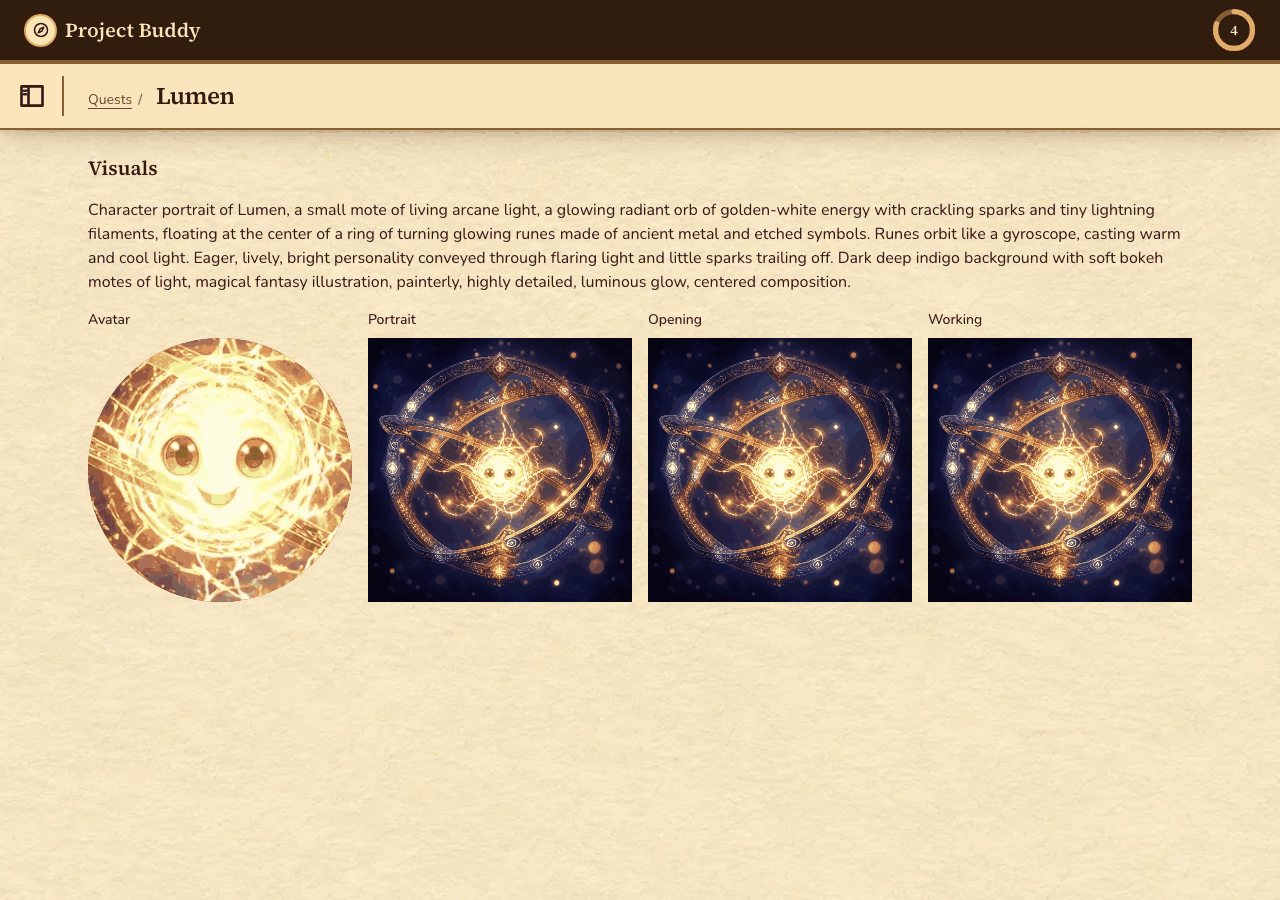 Project Buddy
4
Quests / Lumen
Visuals
Character portrait of Lumen, a small mote of living arcane light, a glowing radiant orb of golden-white energy with crackling sparks and tiny lightning
filaments, floating at the center of a ring of turning glowing runes made of ancient metal and etched symbols. Runes orbit like a gyroscope, casting warm
and cool light. Eager, lively, bright personality conveyed through flaring light and little sparks trailing off. Dark deep indigo background with soft bokeh
motes of light, magical fantasy illustration, painterly, highly detailed, luminous glow, centered composition.
Avatar
Portrait
Opening
Working